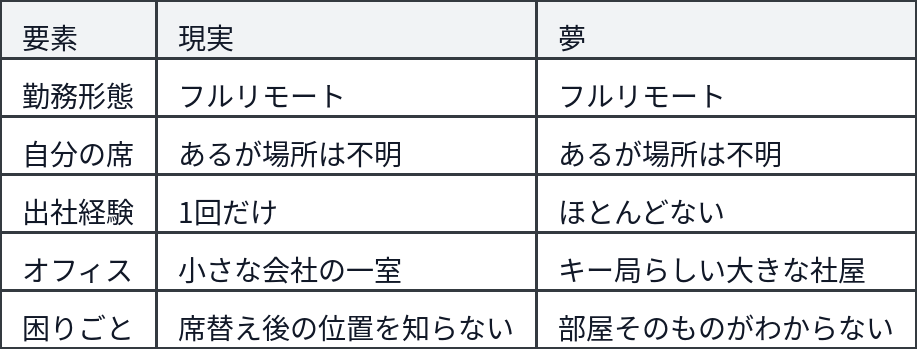 要素 現実 夢
勤務形態 フルリモート フルリモート
自分の席 あるが場所は不明 あるが場所は不明
出社経験 1回だけ ほとんどない
オフィス 小さな会社の一室 キー局らしい大きな社屋
困りごと 席替え後の位置を知らない 部屋そのものがわからない